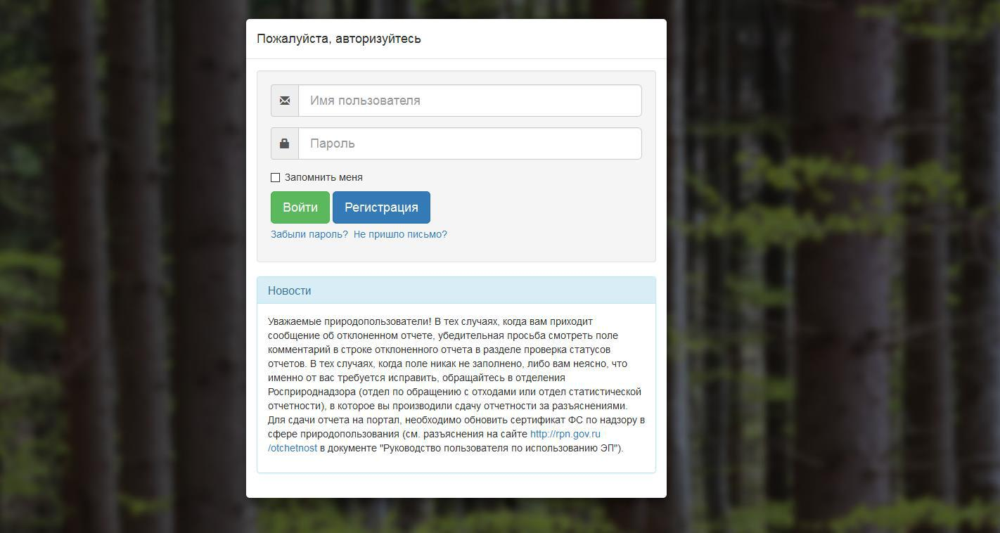 Пожалуйста, авторизуйтесь
Имя пользователя
Пароль
Запомнить меня
Войти Регистрация
Забыли пароль? Не пришло письмо?
Новости
Уважаемые природопользователи! В тех случаях, когда вам приходит
сообщение об отклоненном отчете, убедительная просьба смотреть поле
комментарий в строке отклоненного отчета в разделе проверка статусов
отчетов. В тех случаях, когда поле никак не заполнено, либо вам неясно, что
именно от вас требуется исправить, обращайтесь в отделения
Росприроднадзора (отдел по обращению с отходами или отдел статистической
отчетности), в которое вы производили сдачу отчетности за разъяснениями.
Для сдачи отчета на портал, необходимо обновить сертификат ФС по надзору в
сфере природопользования (см. разъяснения на сайте http://rpn.gov.ru
/otchetnost в документе "Руководство пользователя по использованию ЭП").